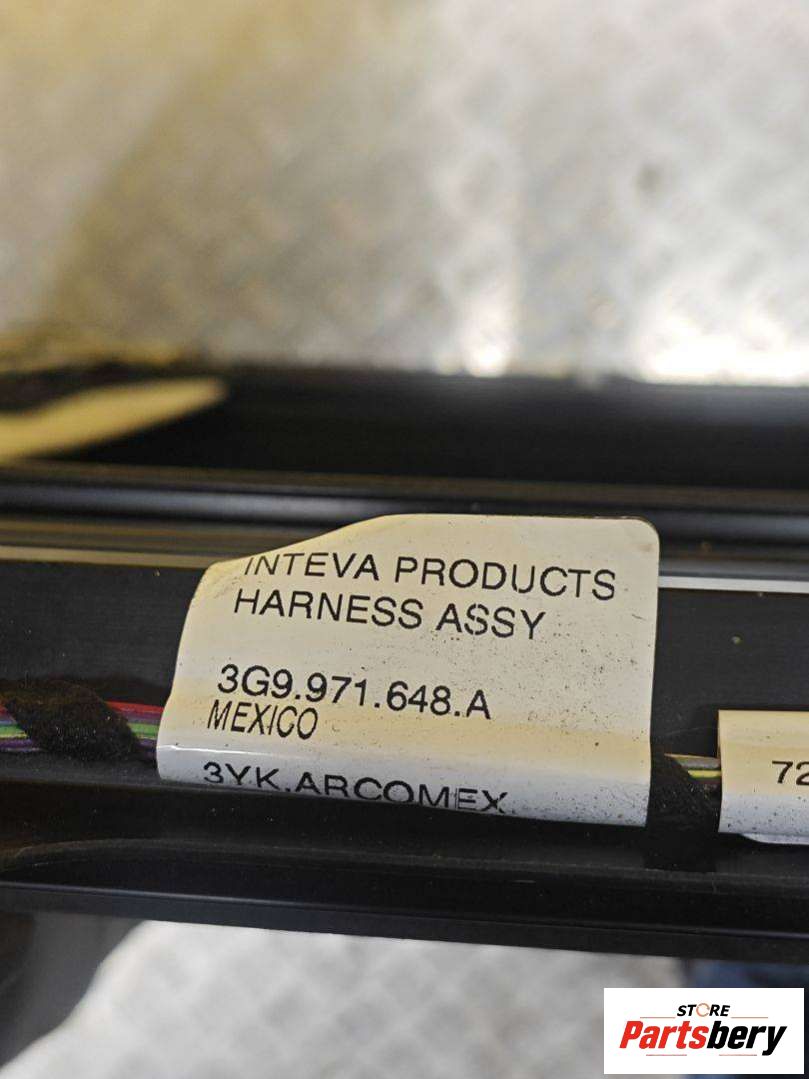 INTEVA PRODUCTS
HARNESS ASSY
3G9.971.648.A
MEXICO
3YK.ARCOMEX
72
STORE
Partsbery